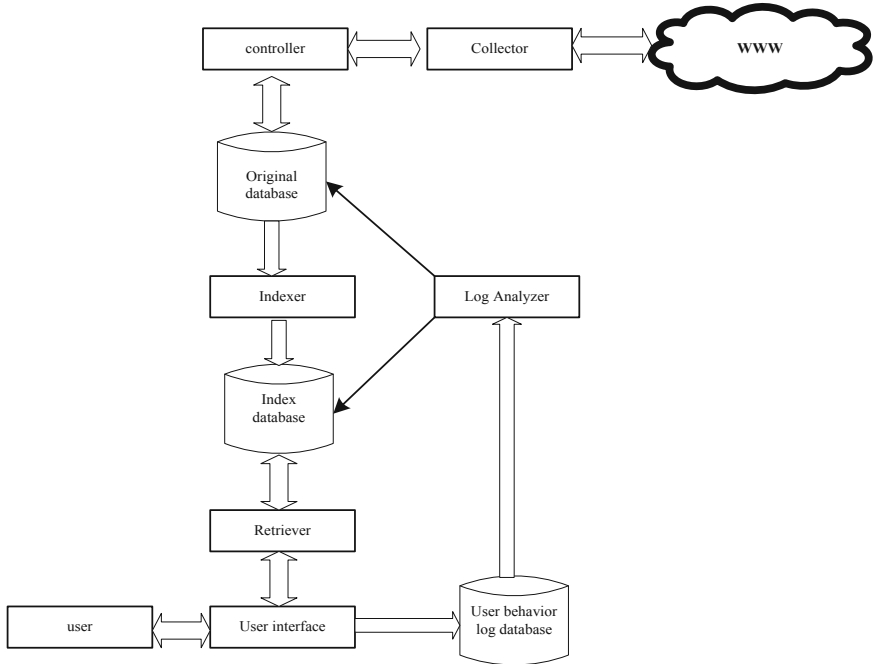 controller
Collector
WWW
Original
database
Indexer
Log Analyzer
Index
database
Retriever
user
User interface
User behavior
log database